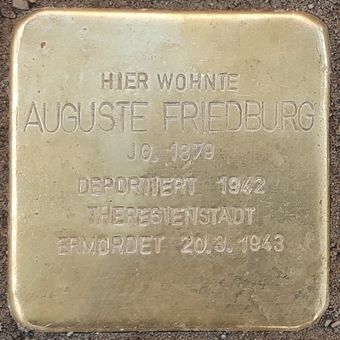 HIER WOHNTE
AUGUSTE FRIEDBURG
JG. 1879
DEPORTIERT 1942
THERESIENSTADT
ERMORDET 20.3.1943